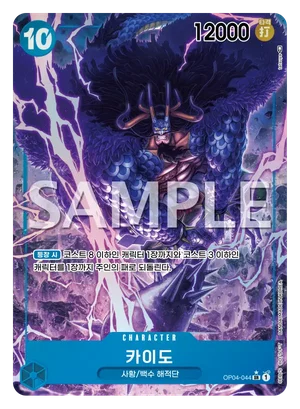 10
12000
打
SAMPLE
등장 시 코스트 8 이하인 캐릭터 1장까지와 코스트 3 이하인
캐릭터를 1장까지 주인의 패로 되돌린다.
CHARACTER
카이도
사황/백수 해적단
OP04-044 SR 1